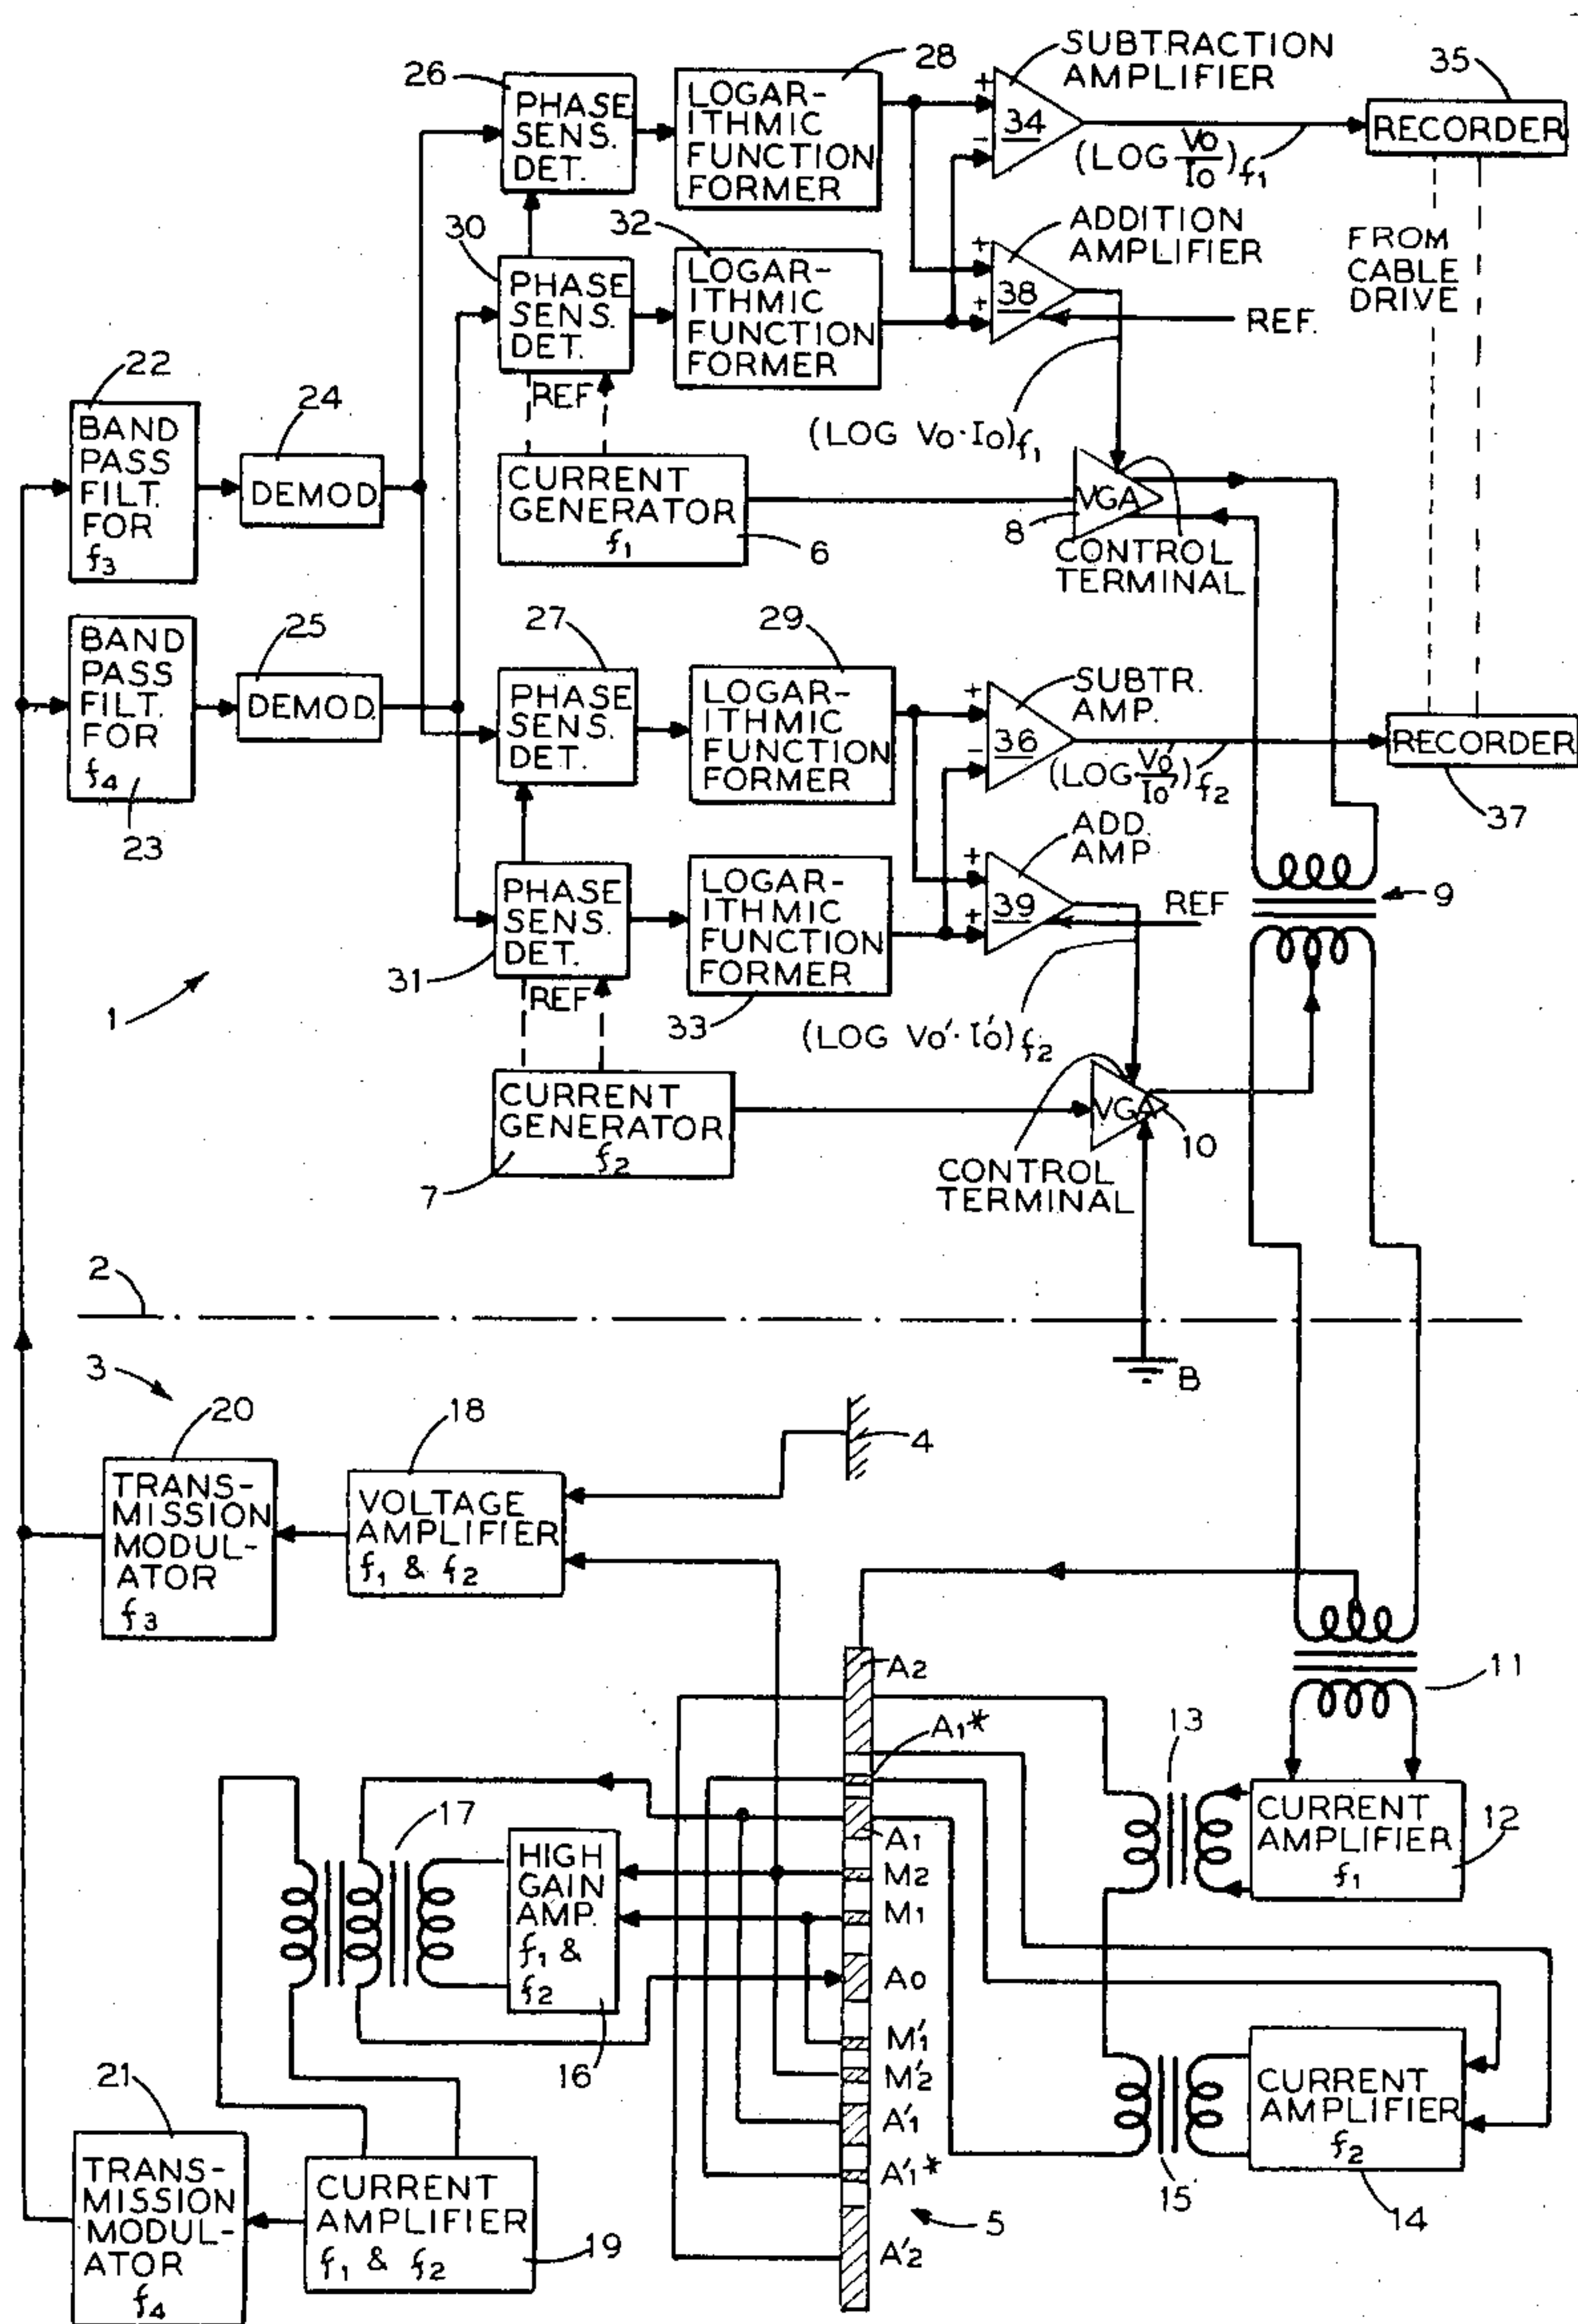 26
PHASE
SENS.
DET.
28
LOGAR-
ITHMIC
FUNCTION
FORMER
SUBTRACTION
AMPLIFIER
+
-
34
(LOG Vo/Io)f1
35
RECORDER
30
PHASE
SENS.
DET.
32
LOGAR-
ITHMIC
FUNCTION
FORMER
ADDITION
AMPLIFIER
+
+
38
REF.
FROM
CABLE
DRIVE
REF
(LOG Vo·Io)f1
22
BAND
PASS
FILT.
FOR
f3
24
DEMOD.
CURRENT
GENERATOR
f1
6
VGA
8
CONTROL
TERMINAL
BAND
PASS
FILT.
FOR
f4
23
25
DEMOD.
27
PHASE
SENS.
DET.
29
LOGAR-
ITHMIC
FUNCTION
FORMER
+
-
36
SUBTR.
AMP.
(LOG Vo'/Io')f2
RECORDER
37
31
PHASE
SENS.
DET.
33
LOGAR-
ITHMIC
FUNCTION
FORMER
+
+
39
ADD.
AMP
REF
9
1
REF
(LOG Vo'·Io')f2
CURRENT
GENERATOR
f2
7
VGA
10
CONTROL
TERMINAL
2
B
3
20
TRANS-
MISSION
MODUL-
ATOR
f3
18
VOLTAGE
AMPLIFIER
f1 & f2
4
A2
A1*
A1
M2
M1
A0
M'1
M'2
A'1
A'1*
A'2
5
11
13
CURRENT
AMPLIFIER
f1
12
17
HIGH
GAIN
AMP.
f1 &
f2
16
15
CURRENT
AMPLIFIER
f2
14
21
TRANS-
MISSION
MODUL-
ATOR
f4
CURRENT
AMPLIFIER
f1 & f2
19